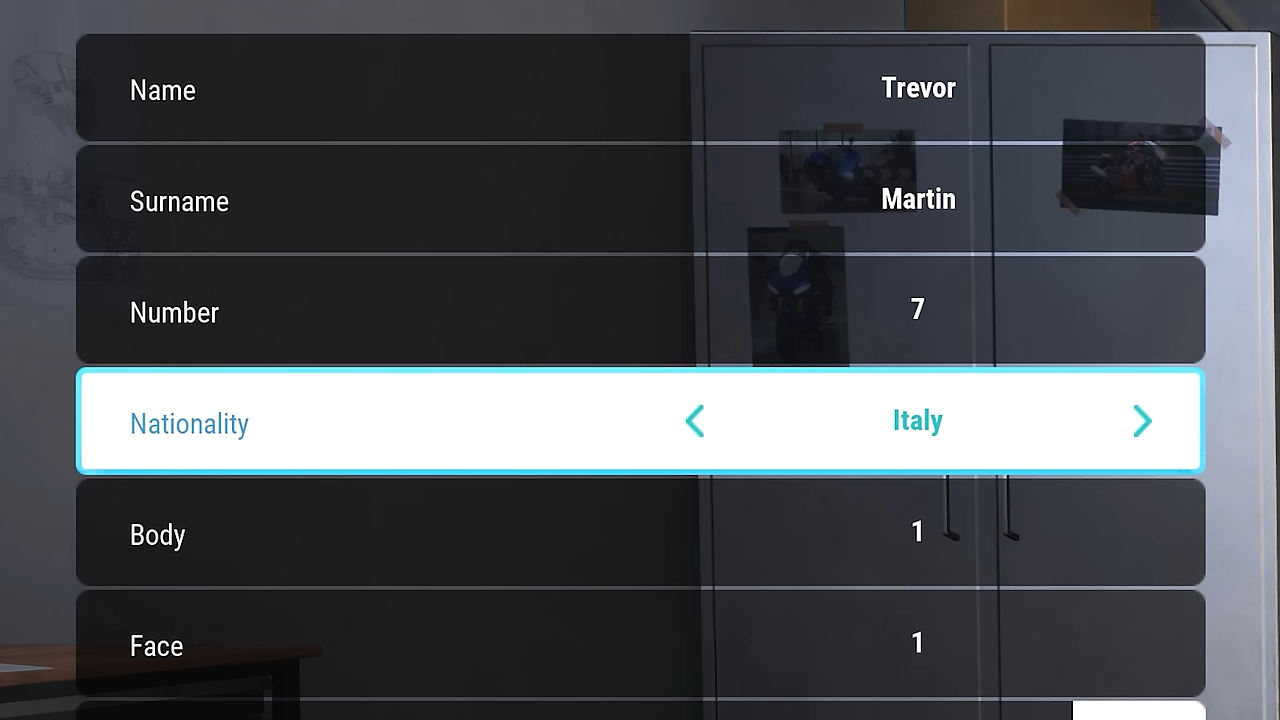 Name
Trevor
Surname
Martin
Number
7
Nationality
Italy
Body
1
Face
1